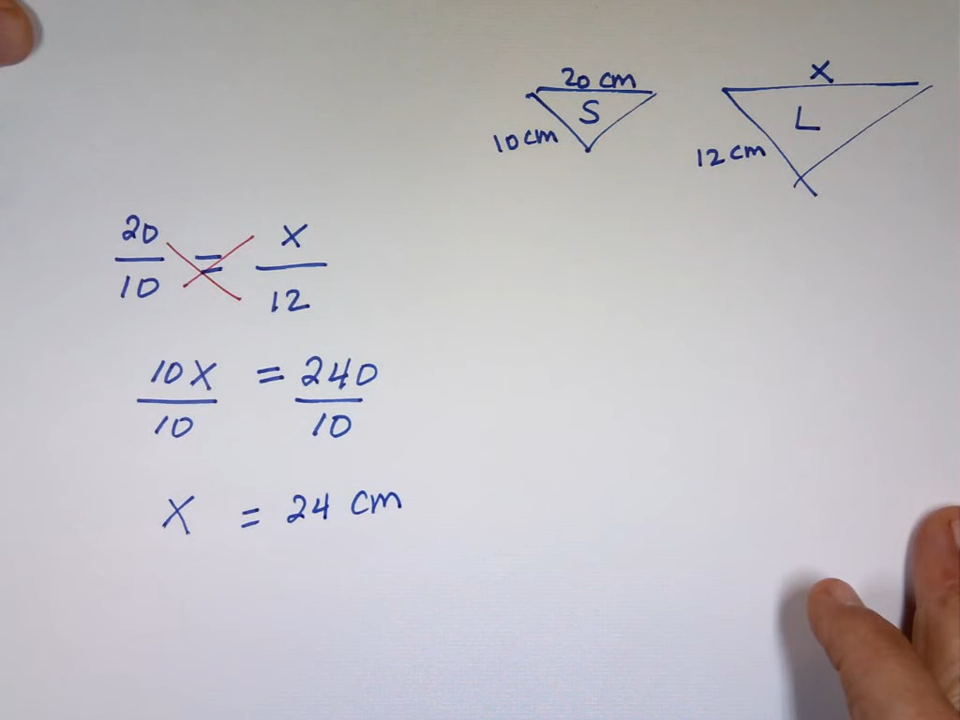 20 cm
X
S
L
10 cm
12 cm
20/10 = X/12
10X/10 = 240/10
X = 24 cm